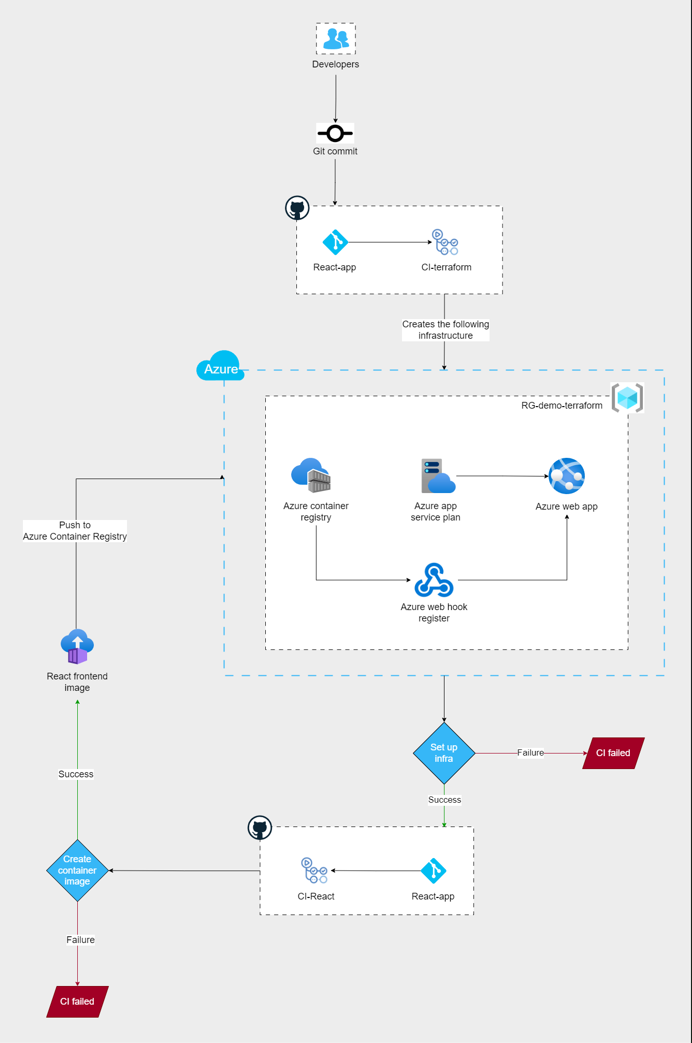 Developers
Git commit
React-app
CI-terraform
Creates the following
infrastructure
Azure
RG-demo-terraform
Azure container
registry
Azure app
service plan
Azure web app
Azure web hook
register
Push to
Azure Container Registry
React frontend
image
Set up
infra
Failure
CI failed
Success
Success
CI-React
React-app
Create
container
image
Failure
CI failed